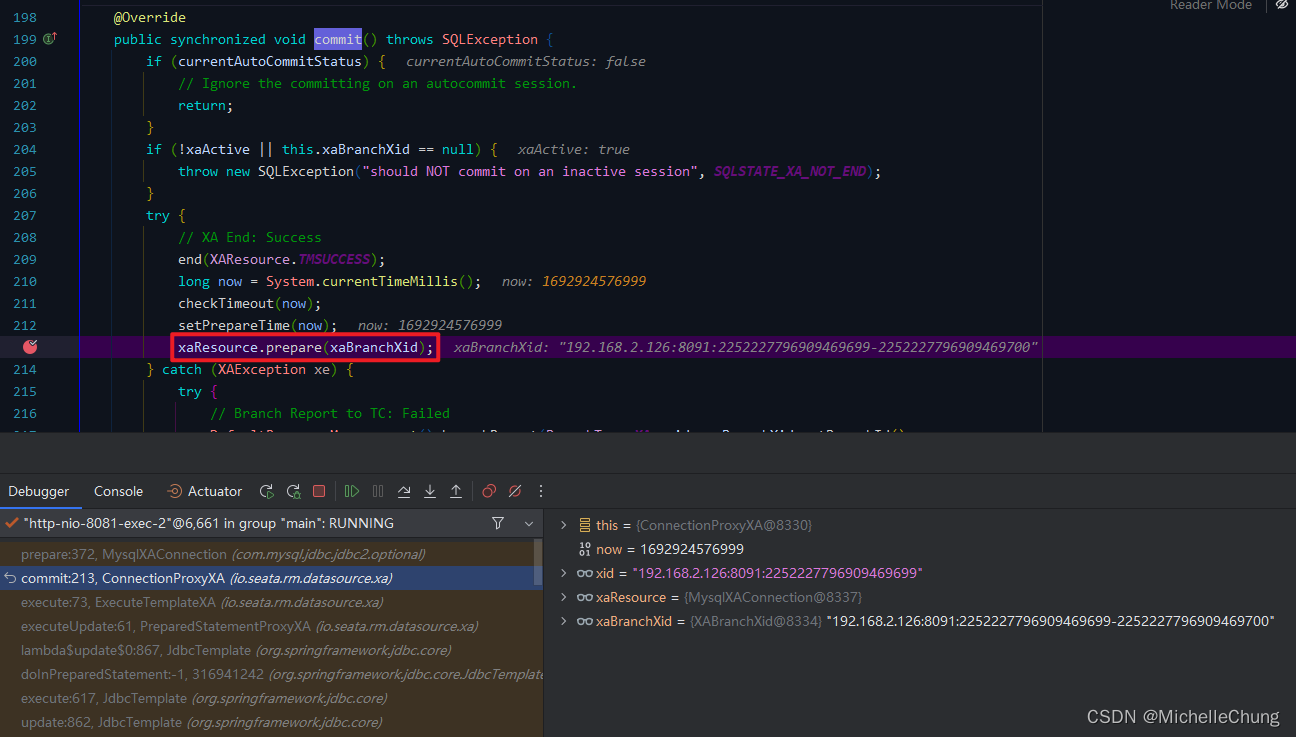 Reader Mode
198 @Override
199 public synchronized void commit() throws SQLException {
200 if (currentAutoCommitStatus) { currentAutoCommitStatus: false
201 // Ignore the committing on an autocommit session.
202 return;
203 }
204 if (!xaActive || this.xaBranchXid == null) { xaActive: true
205 throw new SQLException("should NOT commit on an inactive session", SQLSTATE_XA_NOT_END);
206 }
207 try {
208 // XA End: Success
209 end(XAResource.TMSUCCESS);
210 long now = System.currentTimeMillis(); now: 1692924576999
211 checkTimeout(now);
212 setPrepareTime(now); now: 1692924576999
xaResource.prepare(xaBranchXid); xaBranchXid: "192.168.2.126:8091:2252227796909469699-2252227796909469700"
214 } catch (XAException xe) {
215 try {
216 // Branch Report to TC: Failed
Debugger Console Actuator
"http-nio-8081-exec-2"@6,661 in group "main": RUNNING
prepare:372, MysqlXAConnection (com.mysql.jdbc.jdbc2.optional)
commit:213, ConnectionProxyXA (io.seata.rm.datasource.xa)
execute:73, ExecuteTemplateXA (io.seata.rm.datasource.xa)
executeUpdate:61, PreparedStatementProxyXA (io.seata.rm.datasource.xa)
lambda$update$0:867, JdbcTemplate (org.springframework.jdbc.core)
doInPreparedStatement:-1, 316941242 (org.springframework.jdbc.core.JdbcTemplate
execute:617, JdbcTemplate (org.springframework.jdbc.core)
update:862, JdbcTemplate (org.springframework.jdbc.core)
this = {ConnectionProxyXA@8330}
now = 1692924576999
xid = "192.168.2.126:8091:2252227796909469699"
xaResource = {MysqlXAConnection@8337}
xaBranchXid = {XABranchXid@8334} "192.168.2.126:8091:2252227796909469699-2252227796909469700"
CSDN @MichelleChung